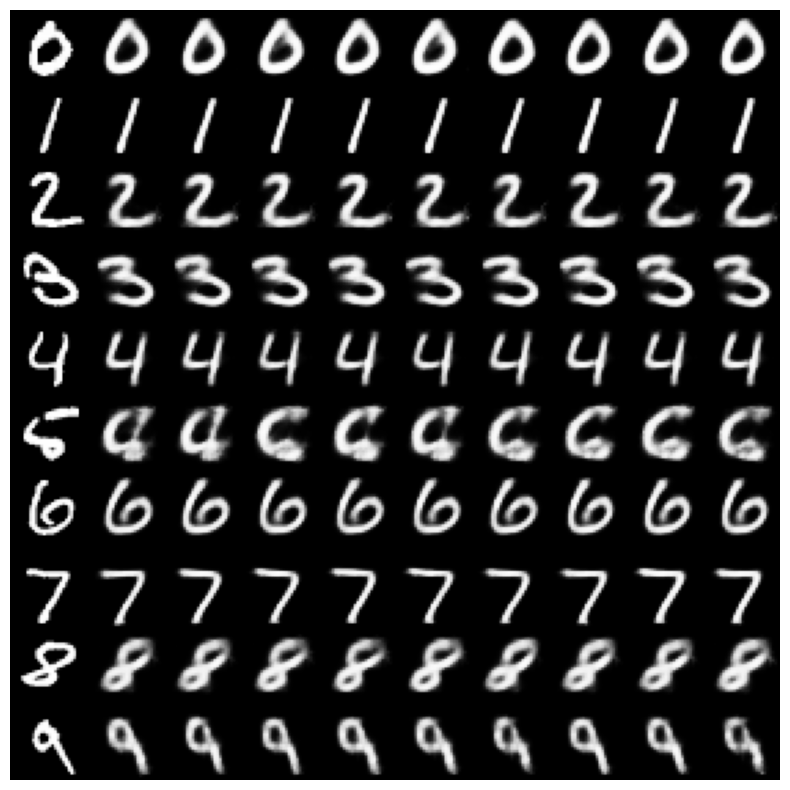 0 0 0 0 0 0 0 0 0 0
1 1 1 1 1 1 1 1 1 1
2 2 2 2 2 2 2 2 2 2
3 3 3 3 3 3 3 3 3 3
4 4 4 4 4 4 4 4 4 4
5
6 6 6 6 6 6 6 6 6 6
7 7 7 7 7 7 7 7 7 7
8 8 8 8 8 8 8 8 8 8
9 9 9 9 9 9 9 9 9 9